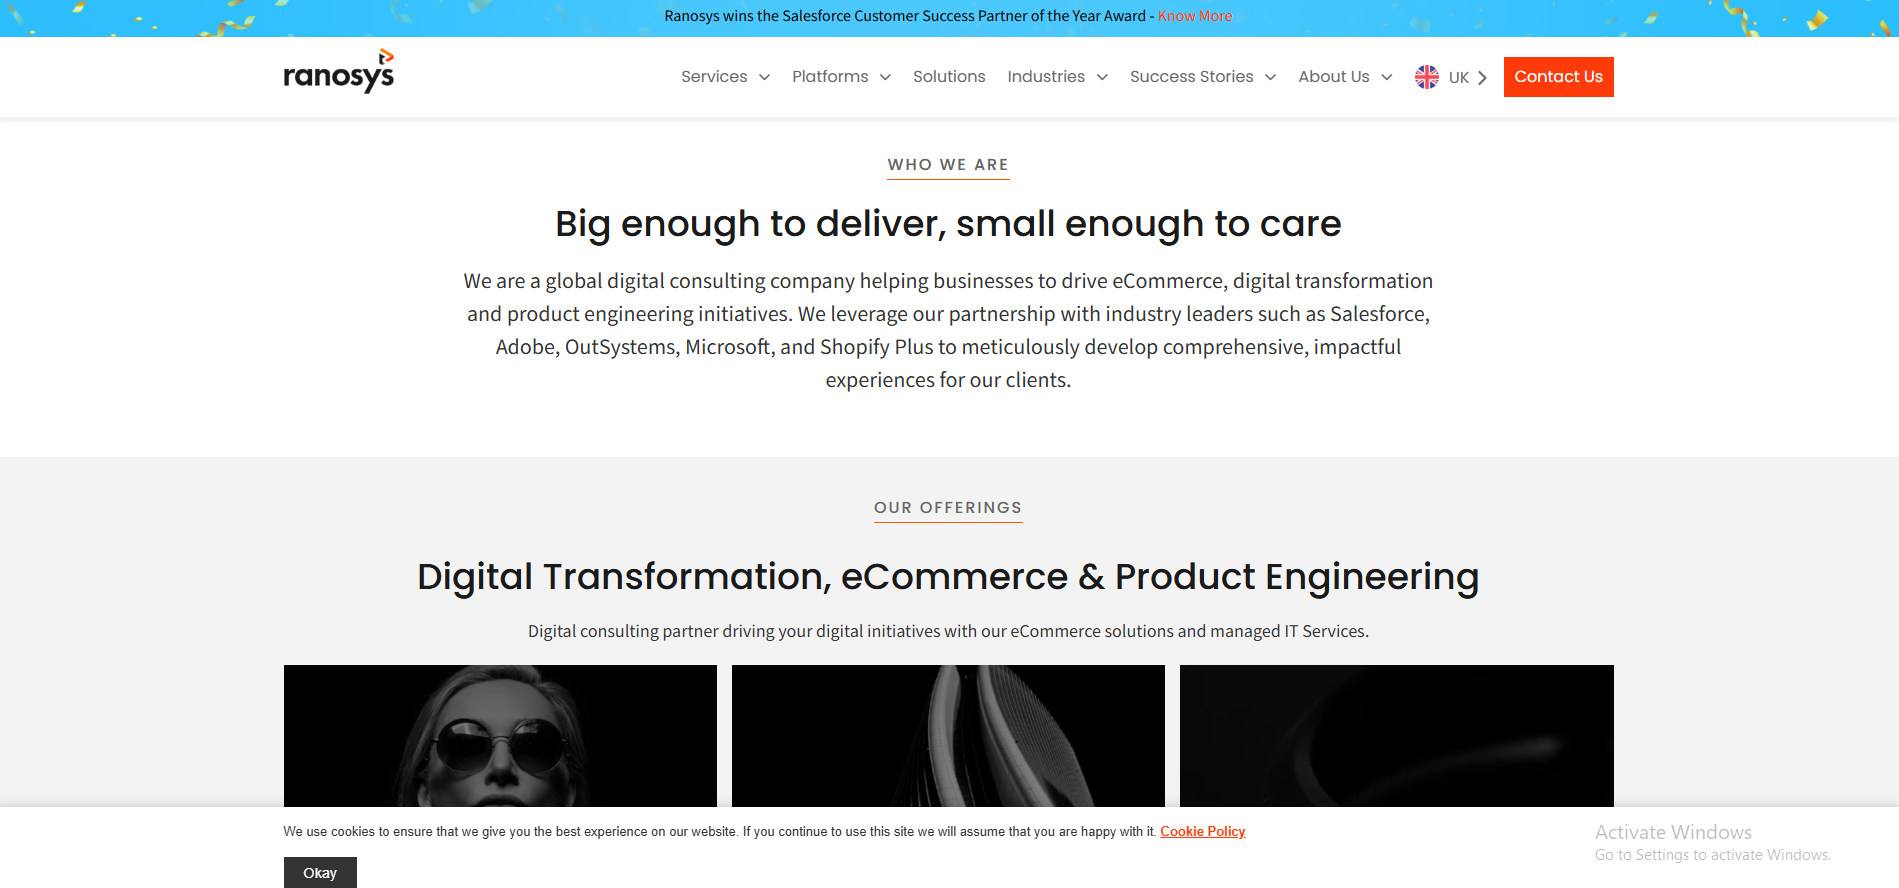 Ranosys wins the Salesforce Customer Success Partner of the Year Award - Know More
ranosys
Services Platforms Solutions Industries Success Stories About Us UK Contact Us
WHO WE ARE
Big enough to deliver, small enough to care
We are a global digital consulting company helping businesses to drive eCommerce, digital transformation
and product engineering initiatives. We leverage our partnership with industry leaders such as Salesforce,
Adobe, OutSystems, Microsoft, and Shopify Plus to meticulously develop comprehensive, impactful
experiences for our clients.
OUR OFFERINGS
Digital Transformation, eCommerce & Product Engineering
Digital consulting partner driving your digital initiatives with our eCommerce solutions and managed IT Services.
We use cookies to ensure that we give you the best experience on our website. If you continue to use this site we will assume that you are happy with it. Cookie Policy
Okay
Activate Windows
Go to Settings to activate Windows.